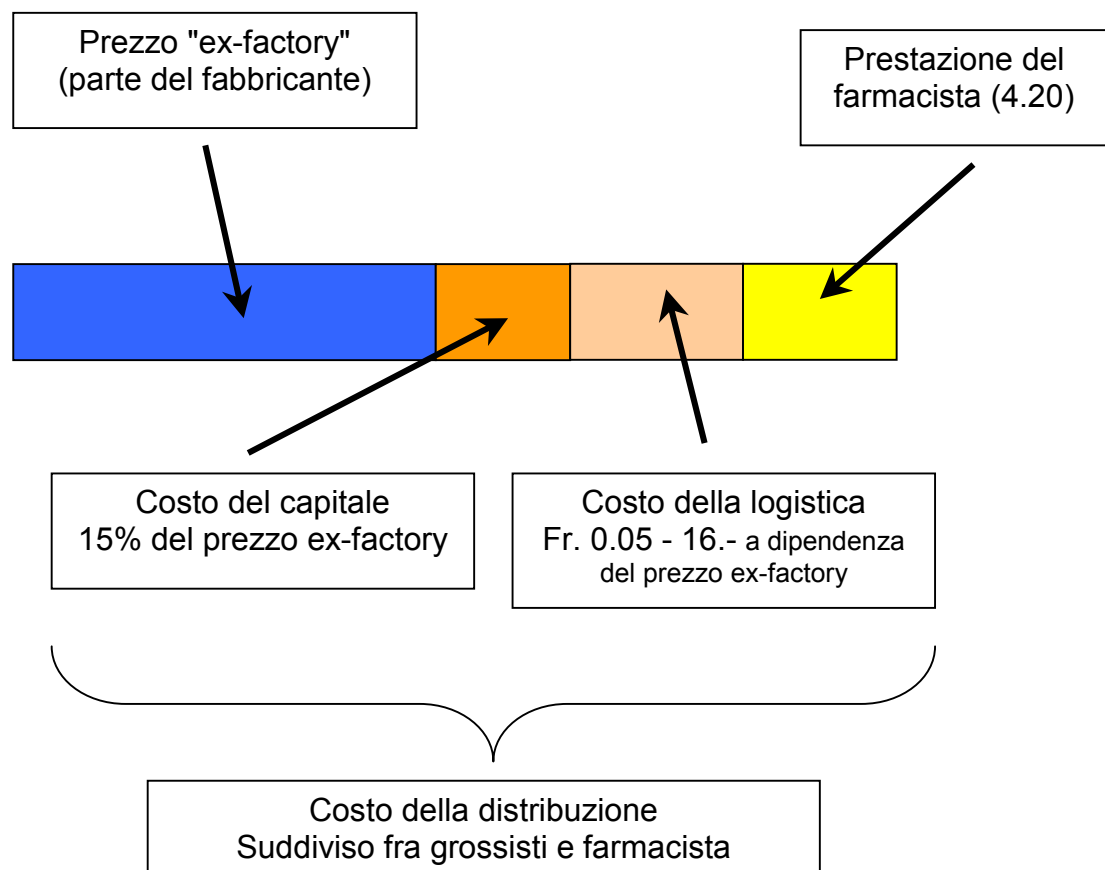 Prezzo "ex-factory"
(parte del fabbricante)
Prestazione del
farmacista (4.20)
Costo del capitale
15% del prezzo ex-factory
Costo della logistica
Fr. 0.05 - 16.- a dipendenza
del prezzo ex-factory
Costo della distribuzione
Suddiviso fra grossisti e farmacista